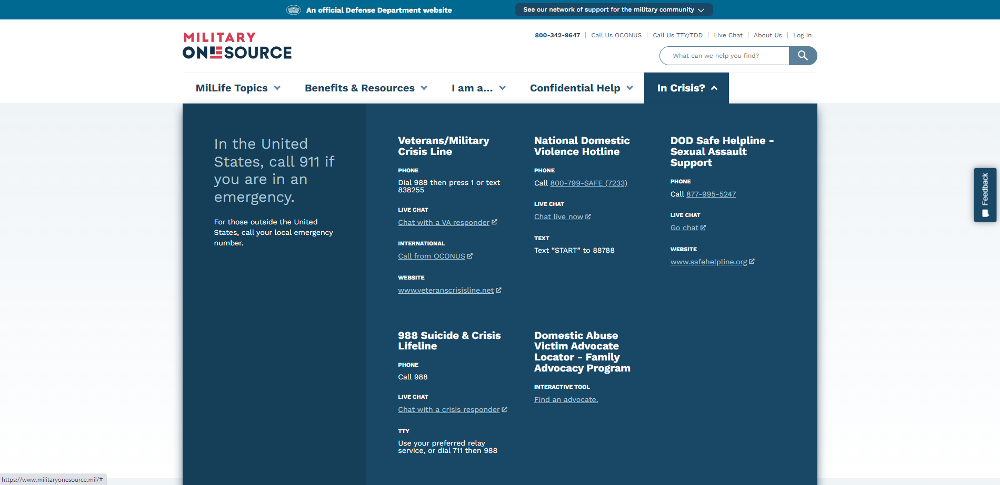 An official Defense Department website
See our network of support for the military community
MILITARY
ONESOURCE
800-342-9647
Call Us OCONUS
Call Us TTY/TDD
Live Chat
About Us
Log In
What can we help you find?
MilLife Topics
Benefits & Resources
I am a...
Confidential Help
In Crisis?
In the United
States, call 911 if
you are in an
emergency.
For those outside the United
States, call your local emergency
number.
Veterans/Military
Crisis Line
PHONE
Dial 988 then press 1 or text
838255
LIVE CHAT
Chat with a VA responder
INTERNATIONAL
Call from OCONUS
WEBSITE
www.veteranscrisisline.net
National Domestic
Violence Hotline
PHONE
Call 800-799-SAFE (7233)
LIVE CHAT
Chat live now
TEXT
Text “START” to 88788
DOD Safe Helpline -
Sexual Assault
Support
PHONE
Call 877-995-5247
LIVE CHAT
Go chat
WEBSITE
www.safehelpline.org
988 Suicide & Crisis
Lifeline
PHONE
Call 988
LIVE CHAT
Chat with a crisis responder
TTY
Use your preferred relay
service, or dial 711 then 988
Domestic Abuse
Victim Advocate
Locator - Family
Advocacy Program
INTERACTIVE TOOL
Find an advocate.
Feedback
https://www.militaryonesource.mil/#